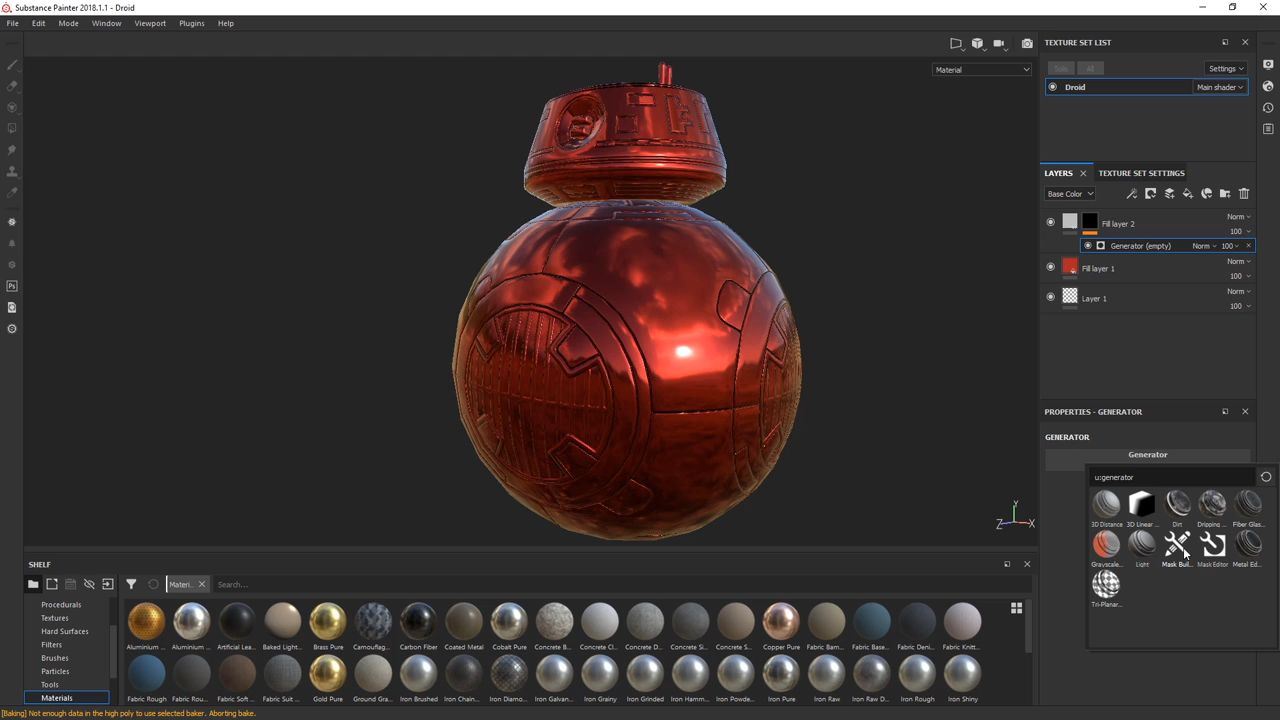 Substance Painter 2018.1.1 - Droid
File Edit Mode Window Viewport Plugins Help
Material
TEXTURE SET LIST
Solo All Settings
Droid Main shader
LAYERS TEXTURE SET SETTINGS
Base Color
Fill layer 2 Norm
100
Generator (empty) Norm 100
Fill layer 1 Norm
100
Layer 1 Norm
100
PROPERTIES - GENERATOR
GENERATOR
Generator
u:generator
3D Distance 3D Linear ... Dirt Dripping ... Fiber Glas...
Grayscale... Light Mask Buil... Mask Editor Metal Ed...
Tri-Planar...
Y
Z X
SHELF
Materi... Search...
Procedurals
Textures
Hard Surfaces
Filters
Brushes
Particles
Tools
Materials
Aluminium ... Aluminium ... Artificial Lea... Baked Light... Brass Pure Camouflag... Carbon Fiber Coated Metal Cobalt Pure Concrete B... Concrete Cl... Concrete D... Concrete Si... Concrete S... Copper Pure Fabric Bam... Fabric Base... Fabric Deni... Fabric Knitt...
Fabric Rough Fabric Rou... Fabric Soft ... Fabric Suit ... Gold Pure Ground Gra... Iron Brushed Iron Chain... Iron Diamo... Iron Galvan... Iron Grainy Iron Grinded Iron Hamm... Iron Powde... Iron Pure Iron Raw Iron Raw D... Iron Rough Iron Shiny
[Baking] Not enough data in the high poly to use selected baker. Aborting bake.